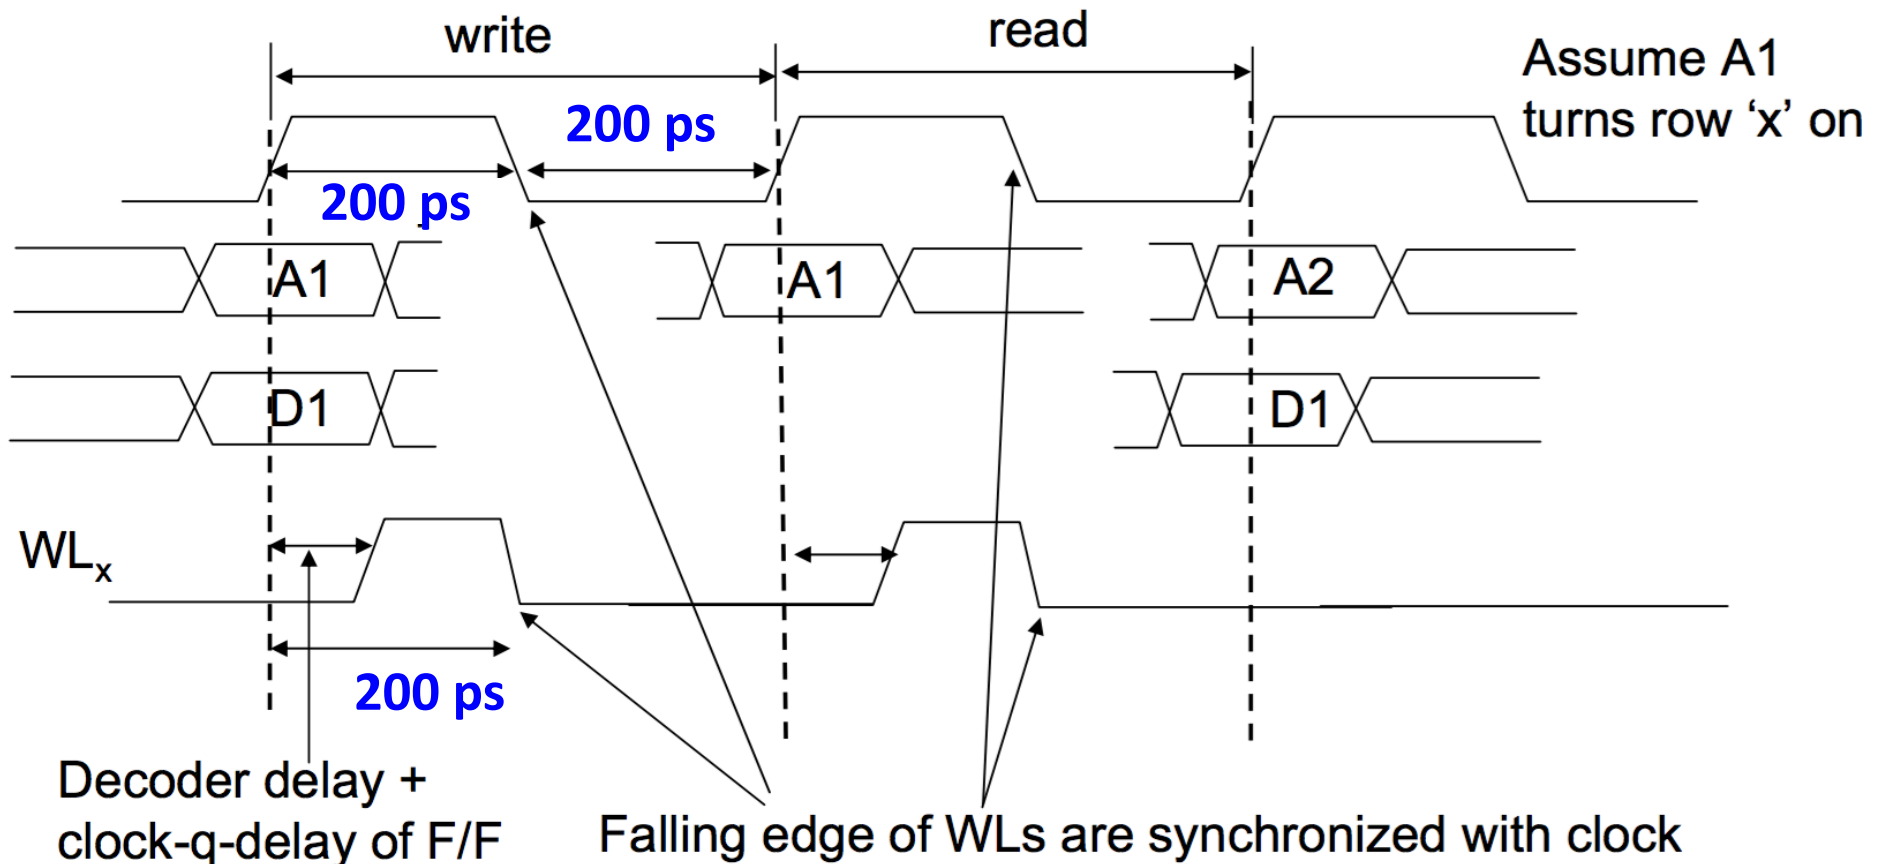 write
read
Assume A1
turns row ‘x’ on
200 ps
200 ps
A1
A1
A2
D1
D1
WLx
200 ps
Decoder delay +
clock-q-delay of F/F
Falling edge of WLs are synchronized with clock